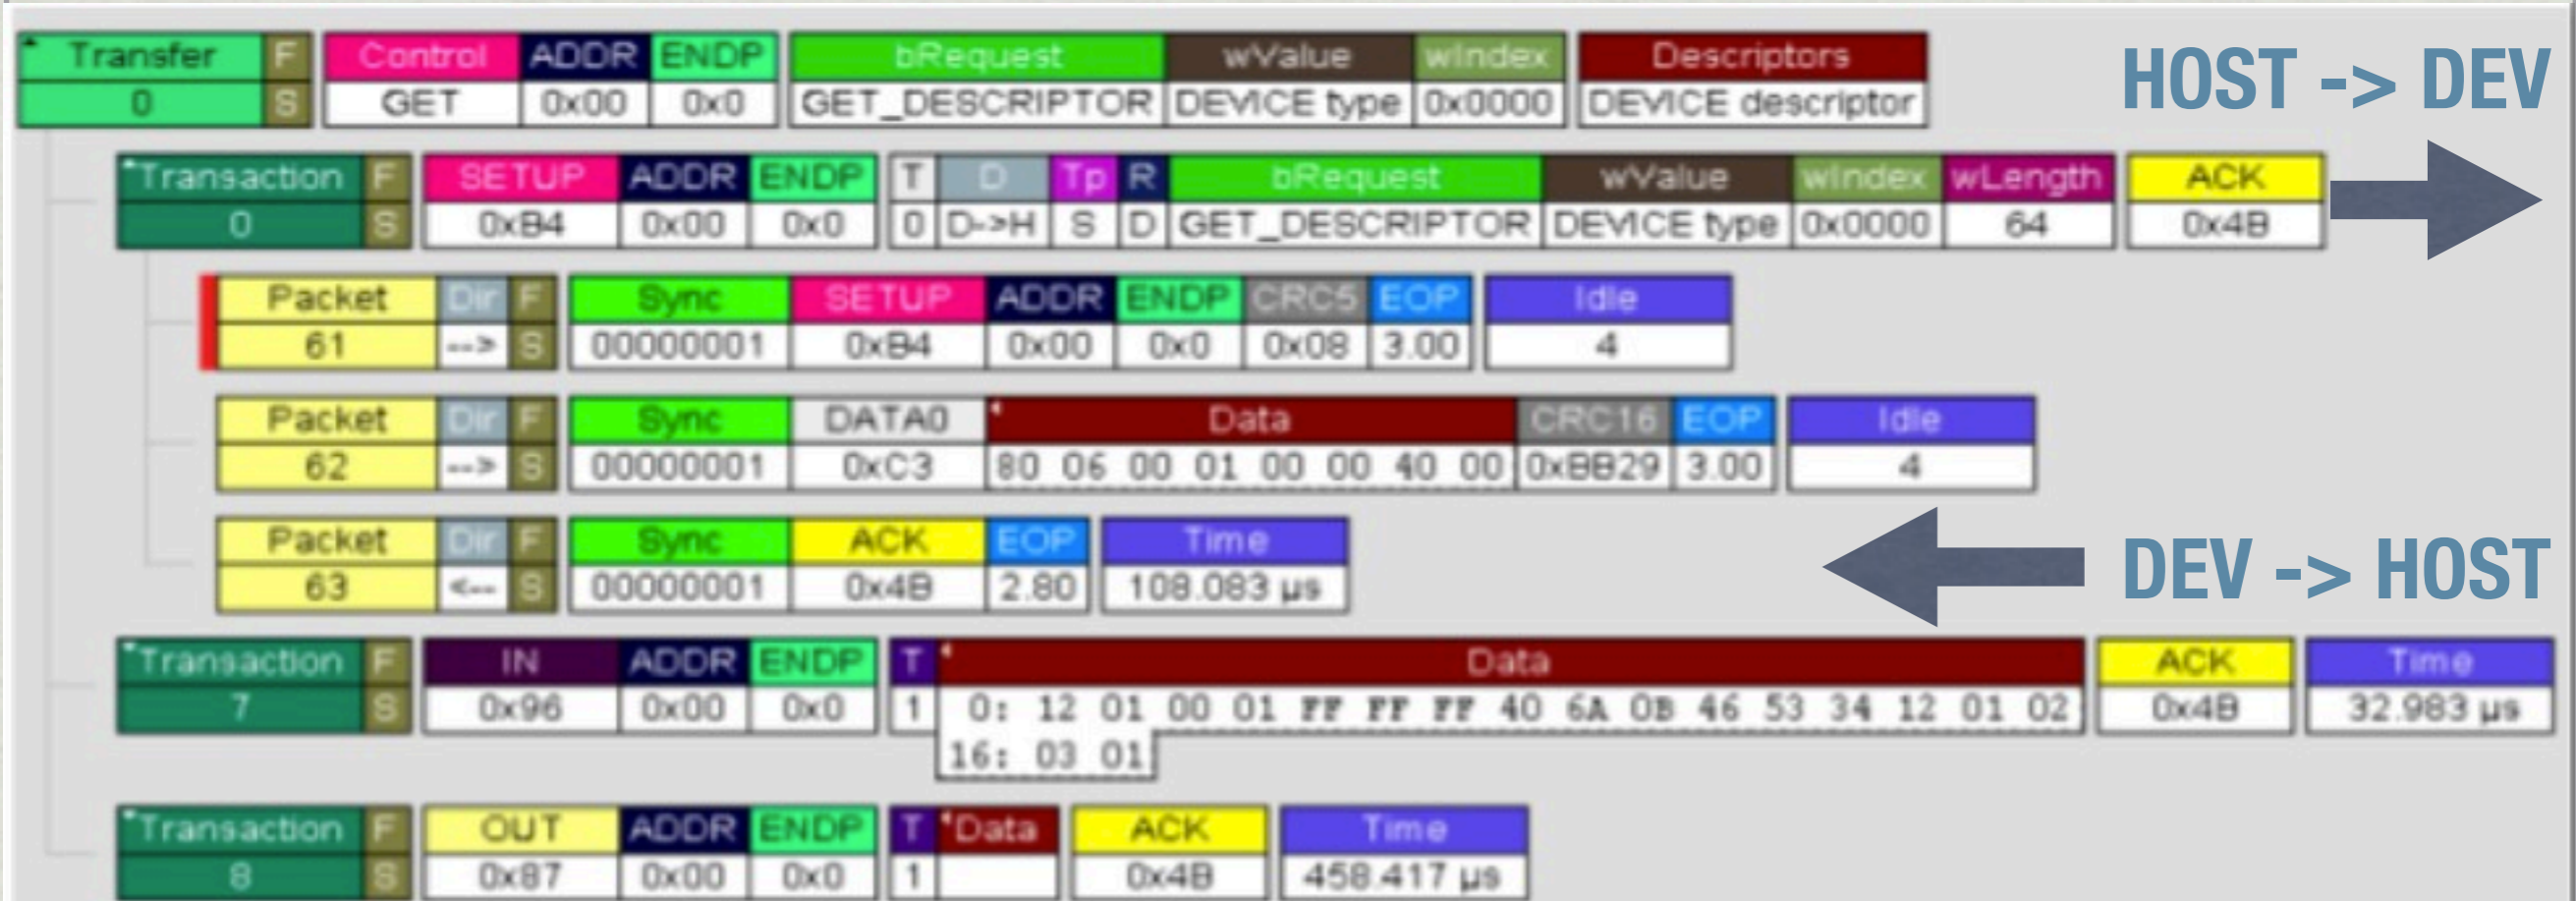 Transfer F Control ADDR ENDP bRequest wValue wIndex Descriptors
0 S GET 0x00 0x0 GET_DESCRIPTOR DEVICE type 0x0000 DEVICE descriptor
HOST -> DEV
Transaction F SETUP ADDR ENDP T D Tp R bRequest wValue wIndex wLength ACK
0 S 0xB4 0x00 0x0 0 D->H S D GET_DESCRIPTOR DEVICE type 0x0000 64 0x4B
Packet Dir F Sync SETUP ADDR ENDP CRC5 EOP Idle
61 --> S 00000001 0xB4 0x00 0x0 0x08 3.00 4
Packet Dir F Sync DATA0 Data CRC16 EOP Idle
62 --> S 00000001 0xC3 80 06 00 01 00 00 40 00 0xBB29 3.00 4
Packet Dir F Sync ACK EOP Time
63 <-- S 00000001 0x4B 2.80 108.083 µs
DEV -> HOST
Transaction F IN ADDR ENDP T Data ACK Time
7 S 0x96 0x00 0x0 1 0: 12 01 00 01 FF FF FF 40 6A 0B 46 53 34 12 01 02 0x4B 32.983 µs
16: 03 01
Transaction F OUT ADDR ENDP T Data ACK Time
8 S 0x87 0x00 0x0 1 0x4B 458.417 µs